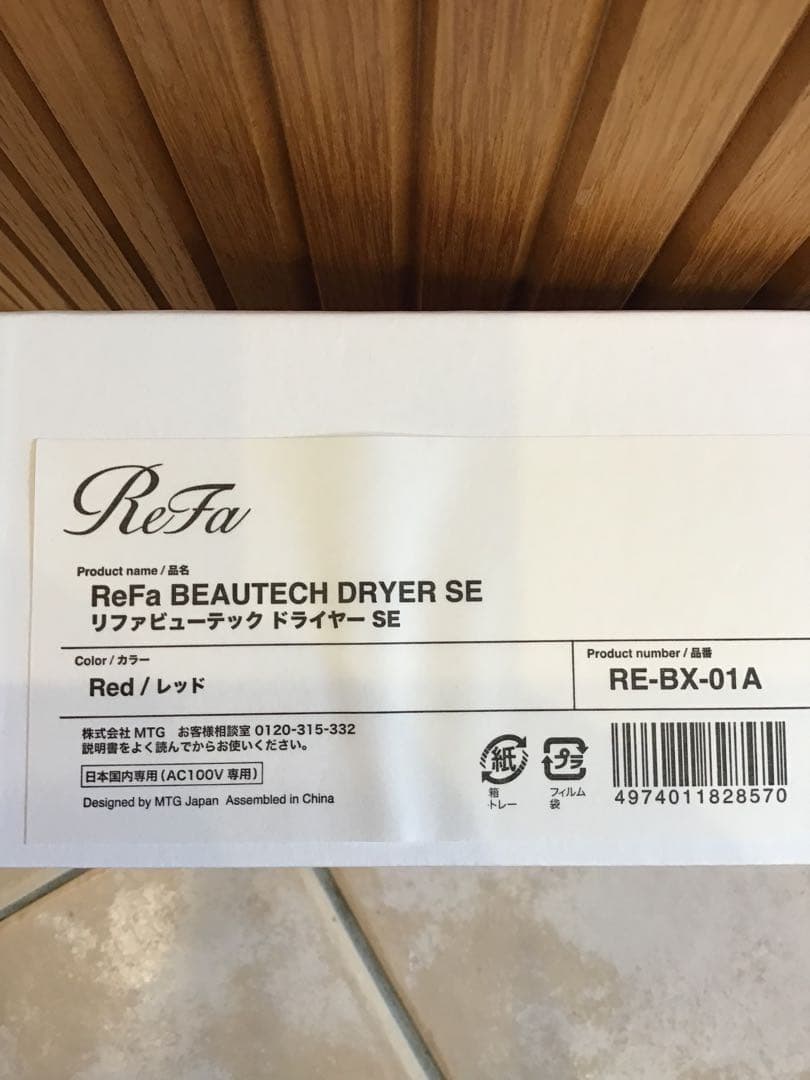 ReFa
Product name / 品名
ReFa BEAUTECH DRYER SE
リファビューテック ドライヤー SE
Color / カラー
Red / レッド
Product number / 品番
RE-BX-01A
株式会社 MTG お客様相談室 0120-315-332
説明書をよく読んでからお使いください。
日本国内専用（AC100V 専用）
Designed by MTG Japan Assembled in China
紙
箱
トレー
プラ
フィルム
袋
4974011828570